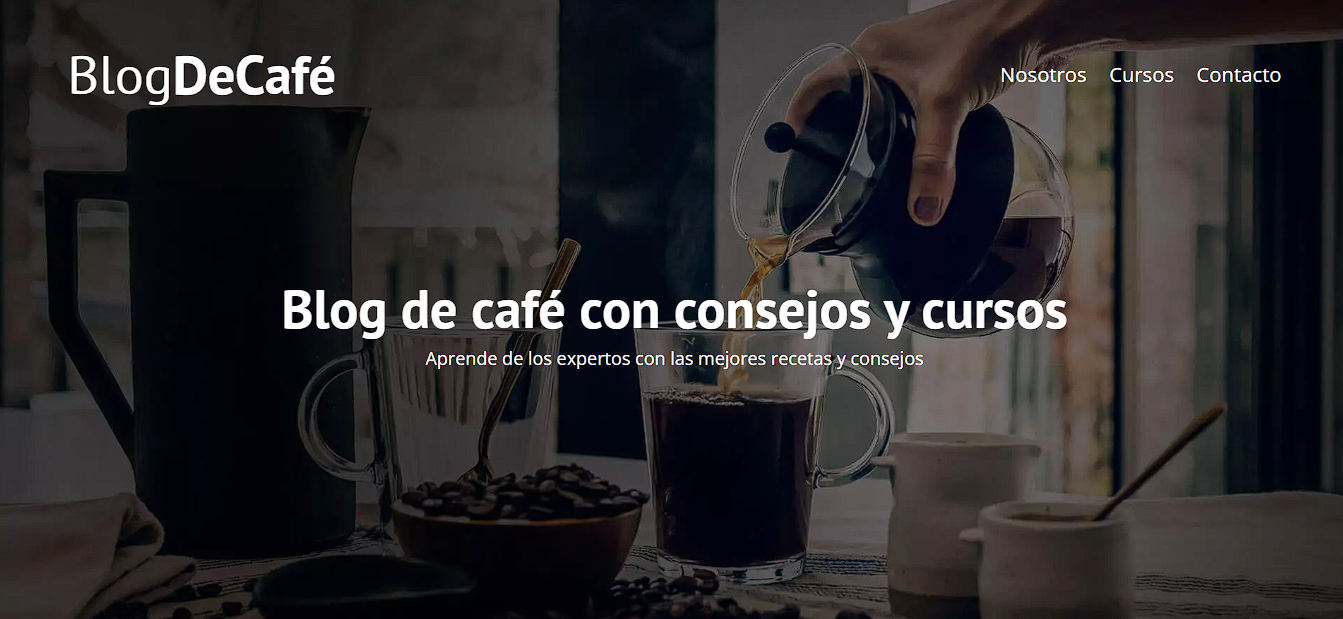 BlogDeCafé
Nosotros Cursos Contacto
Blog de café con consejos y cursos
Aprende de los expertos con las mejores recetas y consejos